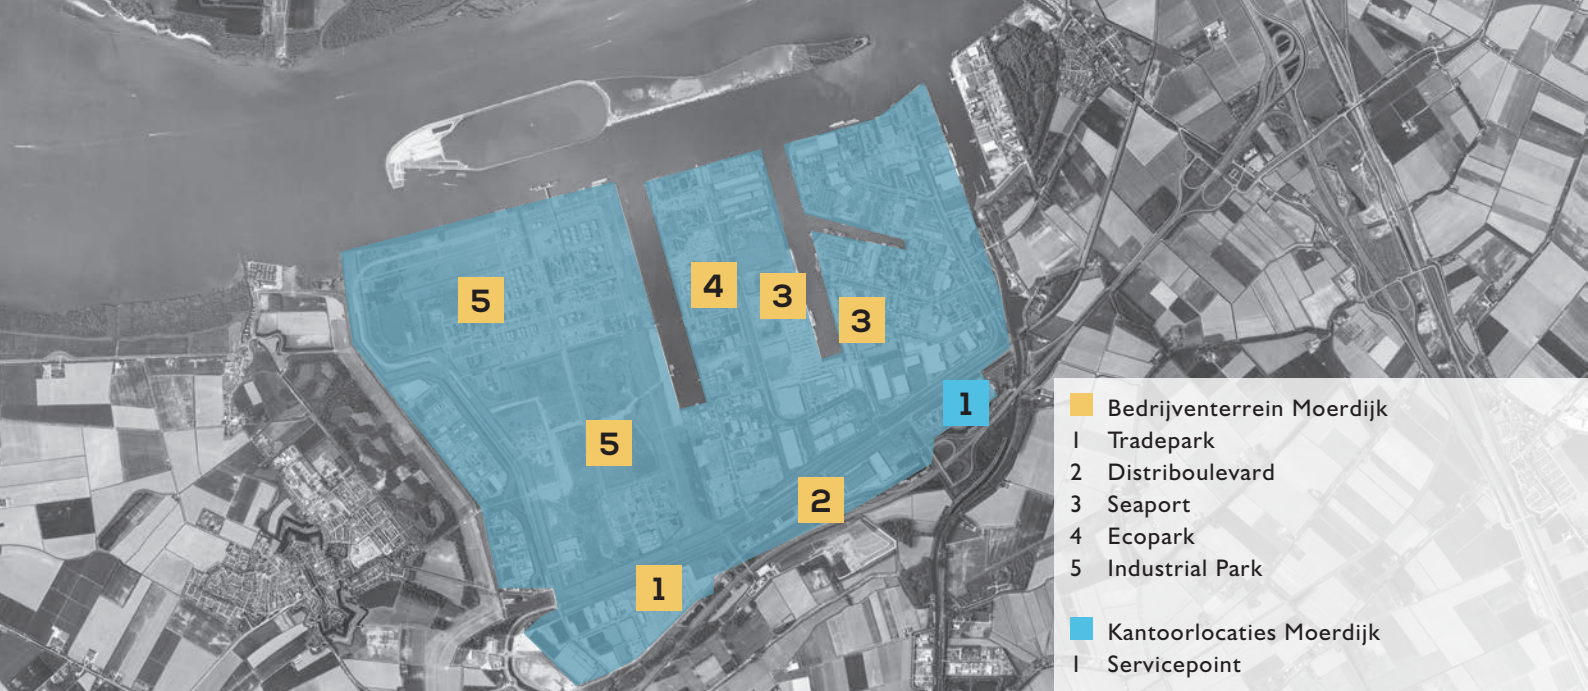 5
4
3
3
1
5
2
1
Bedrijventerrein Moerdijk
1 Tradepark
2 Distriboulevard
3 Seaport
4 Ecopark
5 Industrial Park
Kantoorlocaties Moerdijk
1 Servicepoint